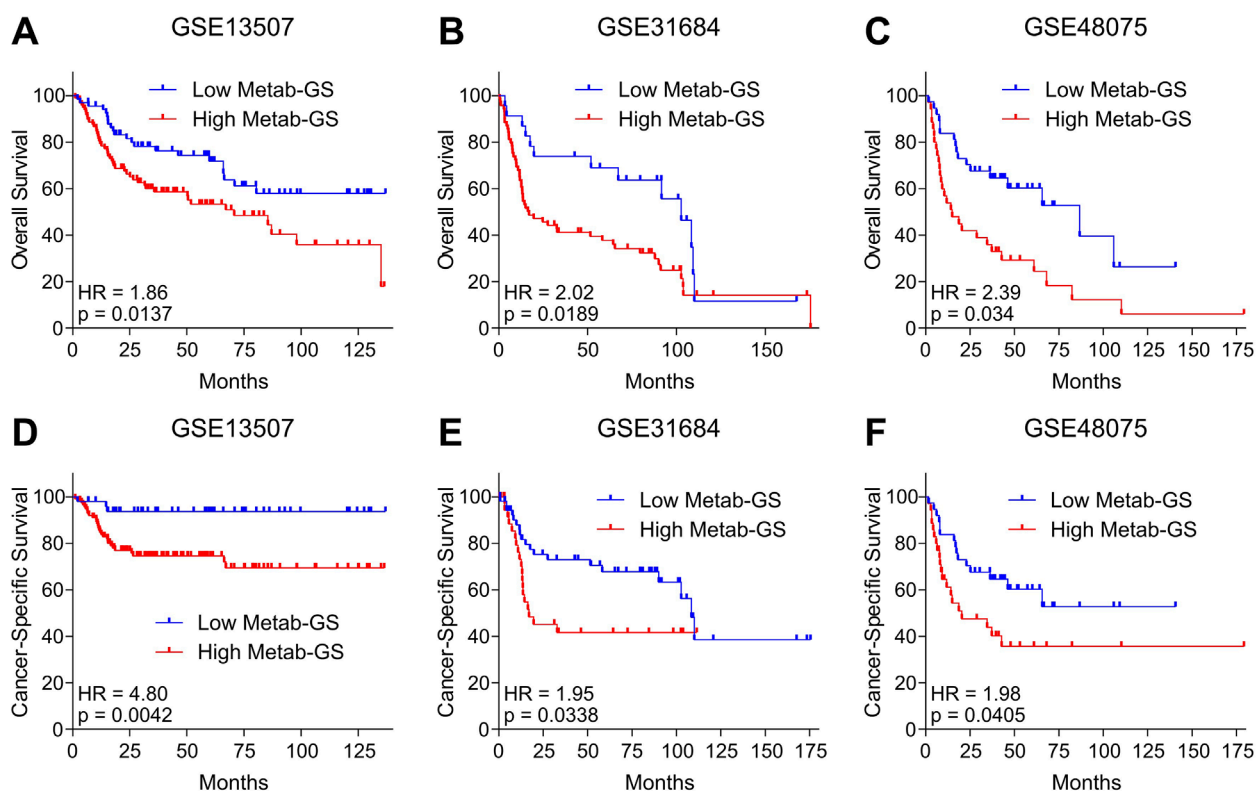 A
GSE13507
Overall Survival
100
80
60
40
20
0
Low Metab-GS
High Metab-GS
HR = 1.86
p = 0.0137
0 25 50 75 100 125
Months
B
GSE31684
Overall Survival
100
80
60
40
20
0
Low Metab-GS
High Metab-GS
HR = 2.02
p = 0.0189
0 50 100 150
Months
C
GSE48075
Overall Survival
100
80
60
40
20
0
Low Metab-GS
High Metab-GS
HR = 2.39
p = 0.034
0 25 50 75 100 125 150 175
Months
D
GSE13507
Cancer-Specific Survival
100
80
60
40
20
0
Low Metab-GS
High Metab-GS
HR = 4.80
p = 0.0042
0 25 50 75 100 125
Months
E
GSE31684
Cancer-Specific Survival
100
80
60
40
20
0
Low Metab-GS
High Metab-GS
HR = 1.95
p = 0.0338
0 25 50 75 100 125 150 175
Months
F
GSE48075
Cancer-Specific Survival
100
80
60
40
20
0
Low Metab-GS
High Metab-GS
HR = 1.98
p = 0.0405
0 25 50 75 100 125 150 175
Months